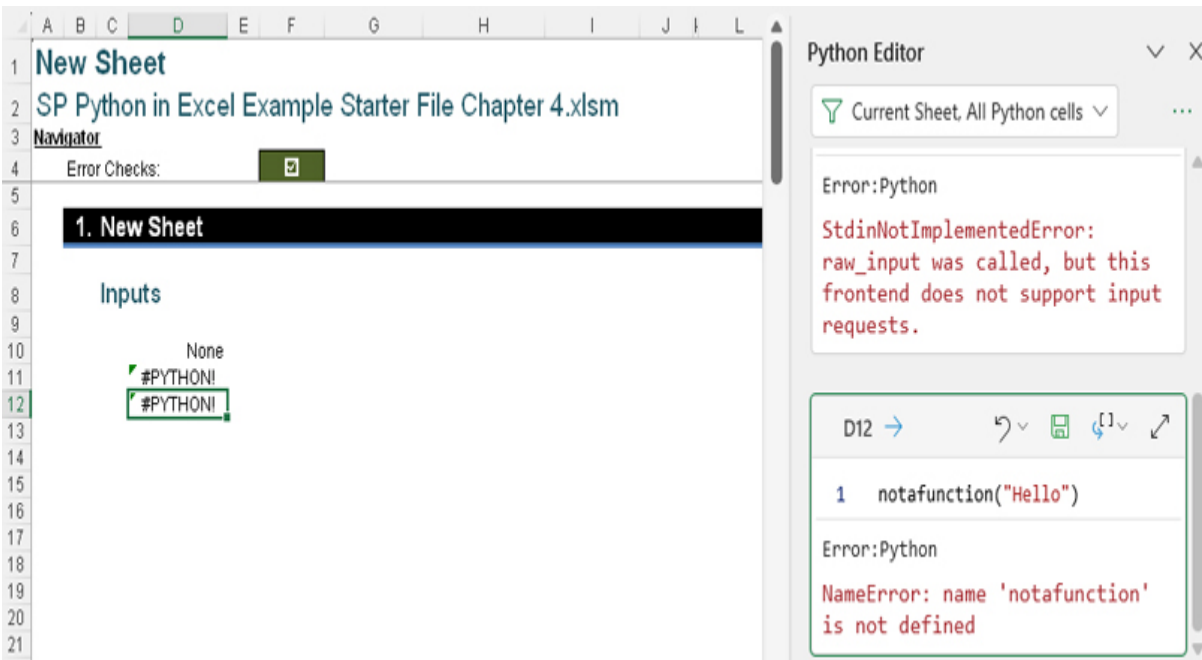 A B C D E F G H I J L
1 New Sheet
2 SP Python in Excel Example Starter File Chapter 4.xlsm
3 Navigator
4 Error Checks:
5
6 1. New Sheet
7
8 Inputs
9
10 None
11 #PYTHON!
12 #PYTHON!
13
14
15
16
17
18
19
20
21
Python Editor
Current Sheet, All Python cells
Error:Python
StdinNotImplementedError:
raw_input was called, but this
frontend does not support input
requests.
D12
1 notafunction("Hello")
Error:Python
NameError: name 'notafunction'
is not defined